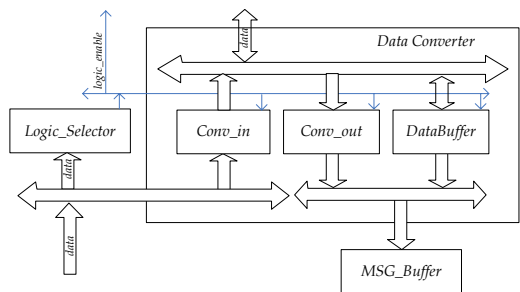 data
Data Converter
logic_enable
Logic_Selector
Conv_in
Conv_out
DataBuffer
data
data
MSG_Buffer